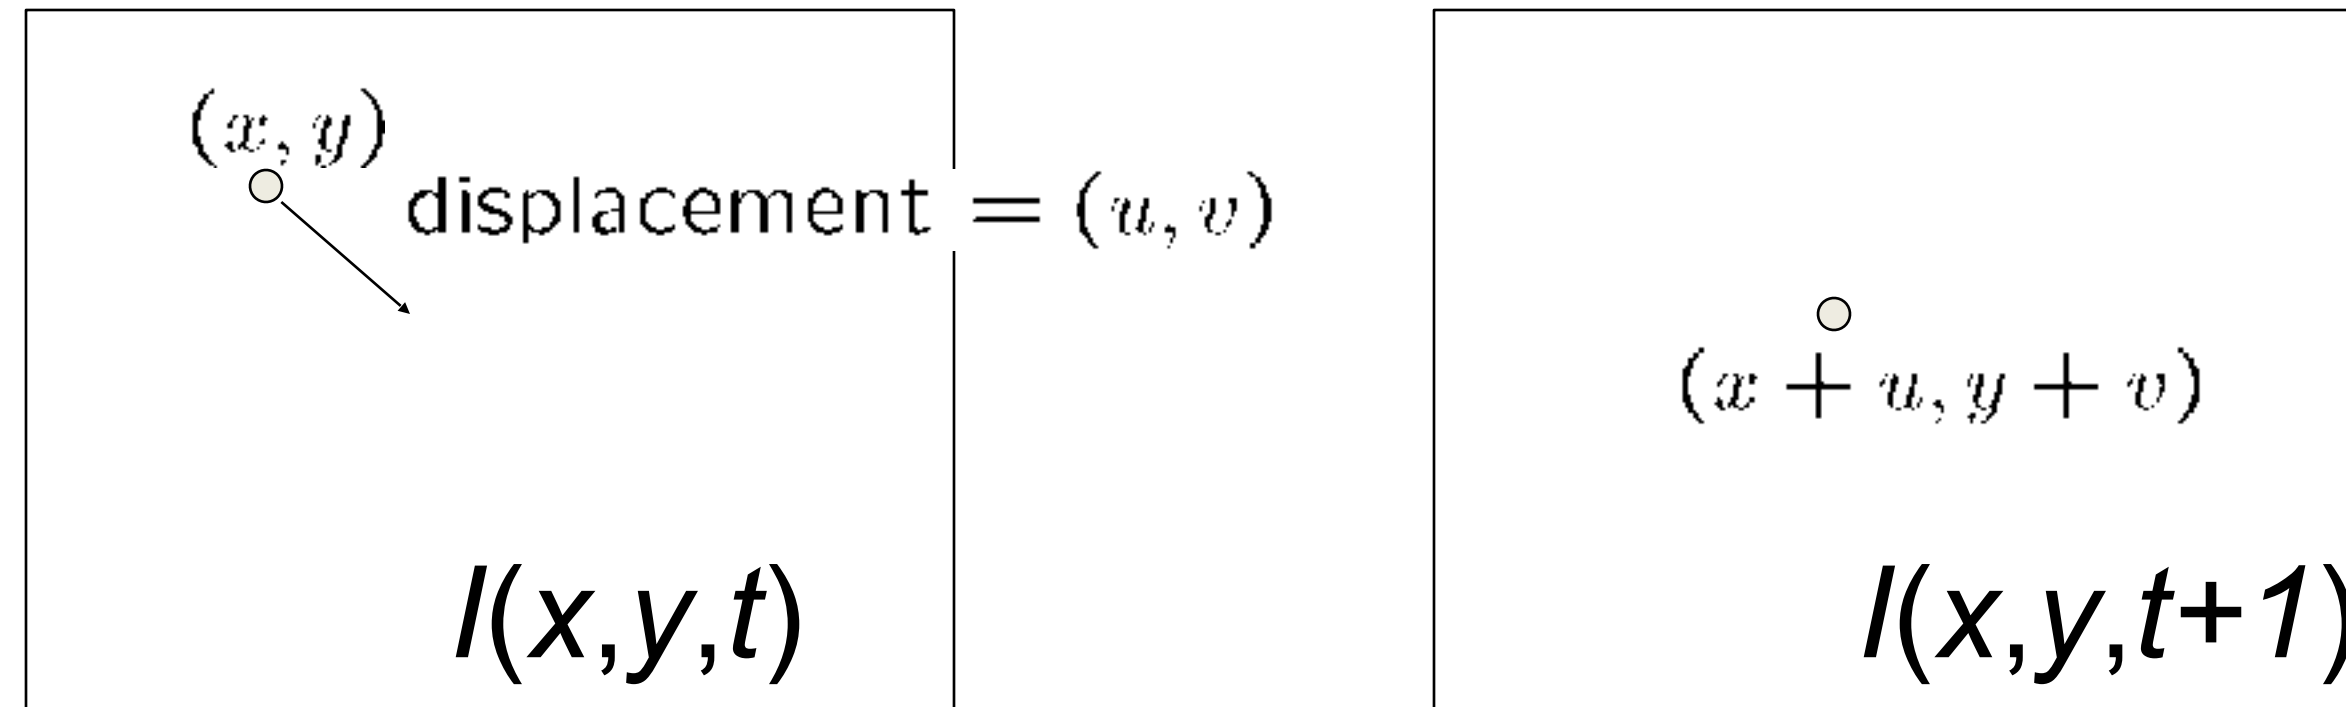 (x, y)
displacement = (u, v)
(x + u, y + v)
I(x,y,t)
I(x,y,t+1)